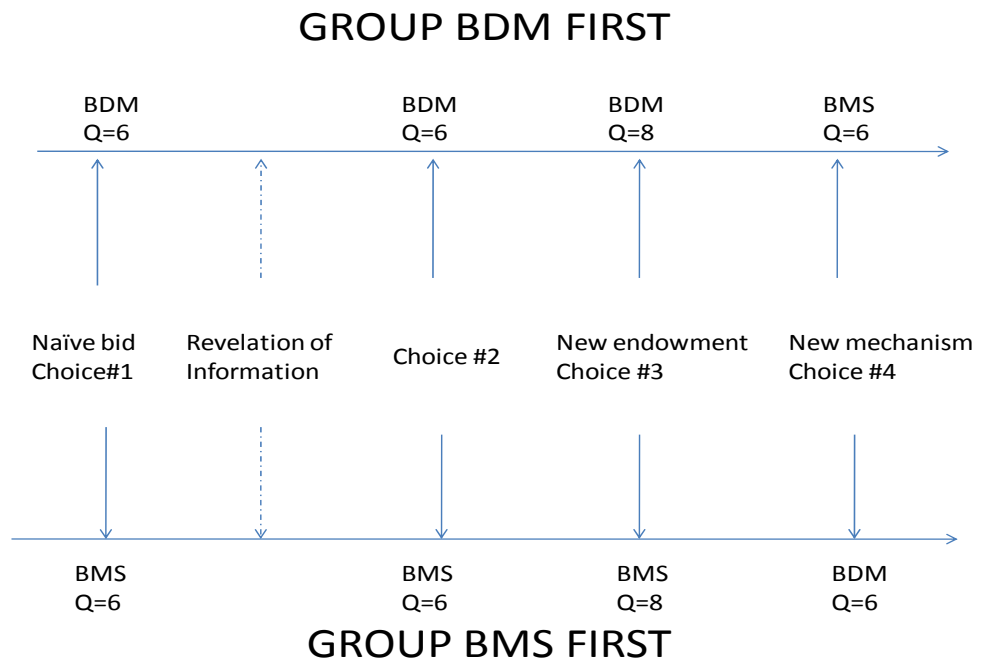 GROUP BDM FIRST
BDM BDM BDM BMS
Q=6 Q=6 Q=8 Q=6
Naïve bid Revelation of Choice #2 New endowment New mechanism
Choice#1 Information Choice #3 Choice #4
BMS BMS BMS BDM
Q=6 Q=6 Q=8 Q=6
GROUP BMS FIRST